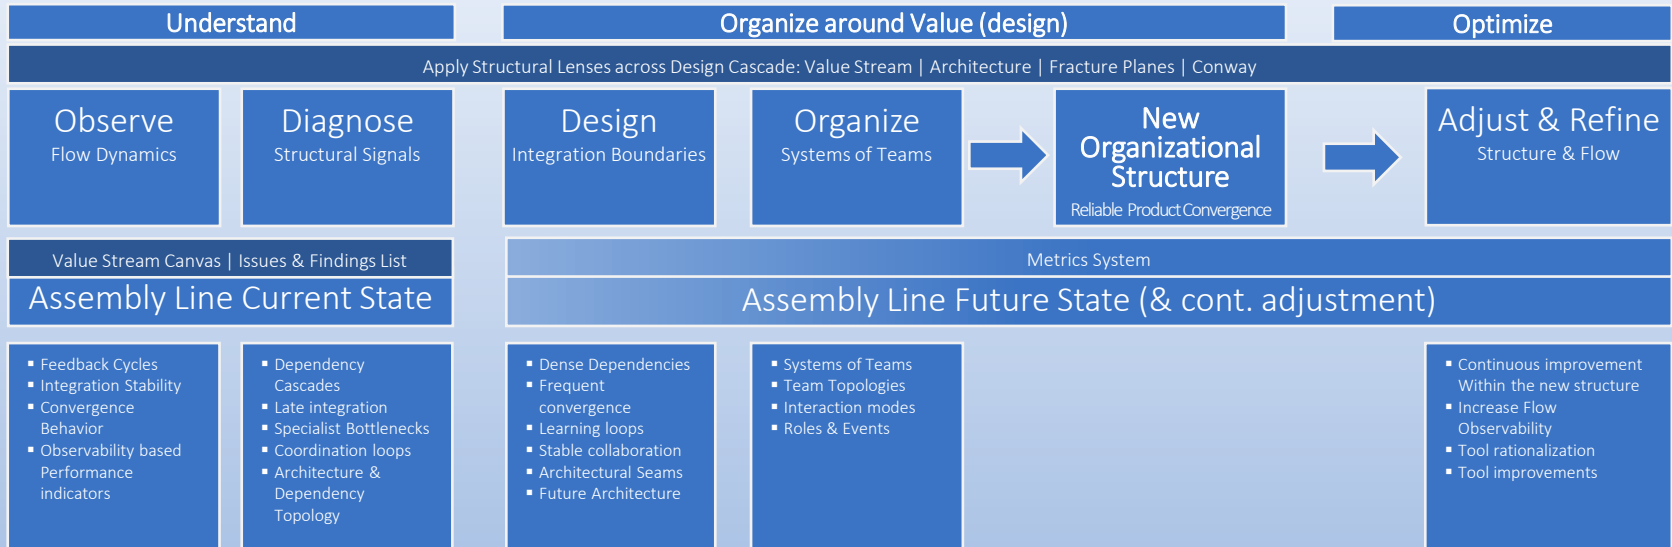 Understand
Organize around Value (design)
Optimize
Apply Structural Lenses across Design Cascade: Value Stream | Architecture | Fracture Planes | Conway
Observe
Flow Dynamics
Diagnose
Structural Signals
Design
Integration Boundaries
Organize
Systems of Teams
New
Organizational
Structure
Reliable Product Convergence
Adjust & Refine
Structure & Flow
Value Stream Canvas | Issues & Findings List
Assembly Line Current State
Metrics System
Assembly Line Future State (& cont. adjustment)
▪ Feedback Cycles
▪ Integration Stability
▪ Convergence
Behavior
▪ Observability based
Performance
indicators
▪ Dependency
Cascades
▪ Late integration
▪ Specialist Bottlenecks
▪ Coordination loops
▪ Architecture &
Dependency
Topology
▪ Dense Dependencies
▪ Frequent
convergence
▪ Learning loops
▪ Stable collaboration
▪ Architectural Seams
▪ Future Architecture
▪ Systems of Teams
▪ Team Topologies
▪ Interaction modes
▪ Roles & Events
▪ Continuous improvement
Within the new structure
▪ Increase Flow
Observability
▪ Tool rationalization
▪ Tool improvements